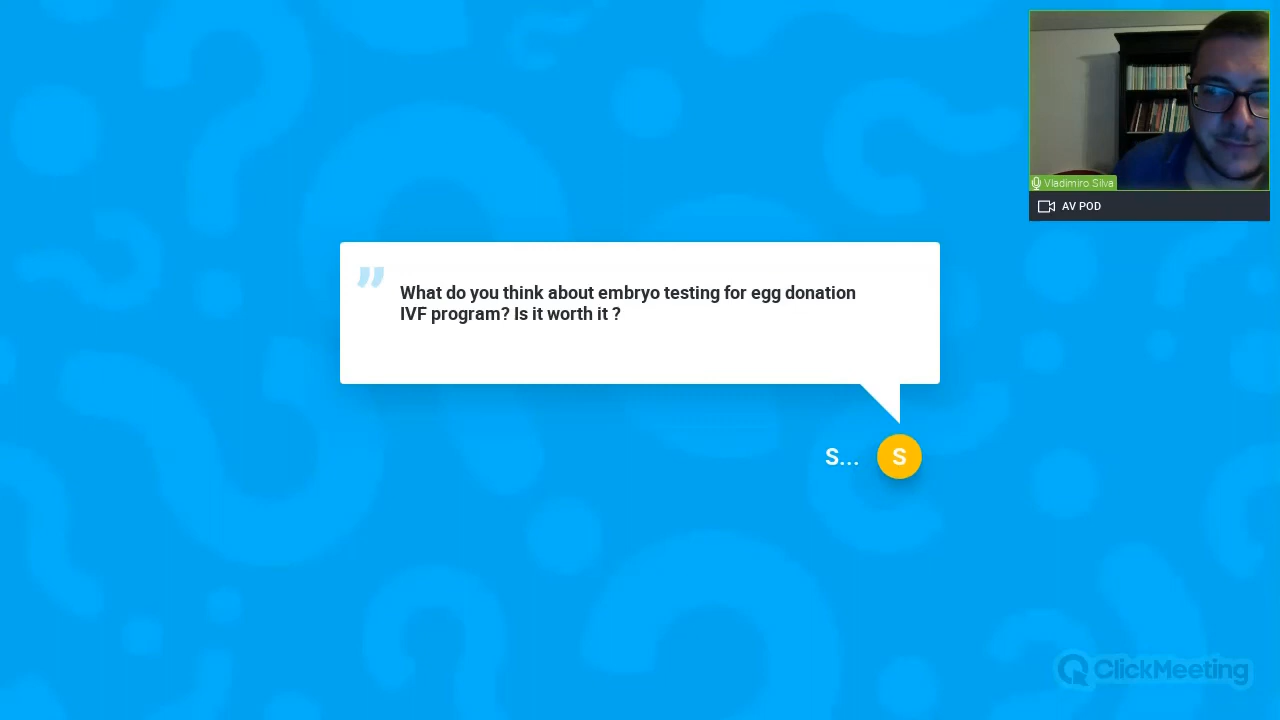 Vladimiro Silva
AV POD
What do you think about embryo testing for egg donation
IVF program? Is it worth it ?
S...
S
ClickMeeting